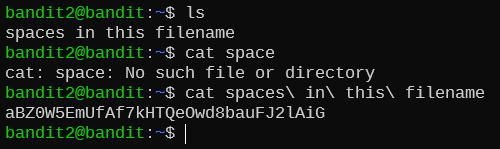 bandit2@bandit:~$ ls
spaces in this filename
bandit2@bandit:~$ cat space
cat: space: No such file or directory
bandit2@bandit:~$ cat spaces\ in\ this\ filename
aBZ0W5EmUfAf7kHTQeOwd8bauFJ2lAiG
bandit2@bandit:~$